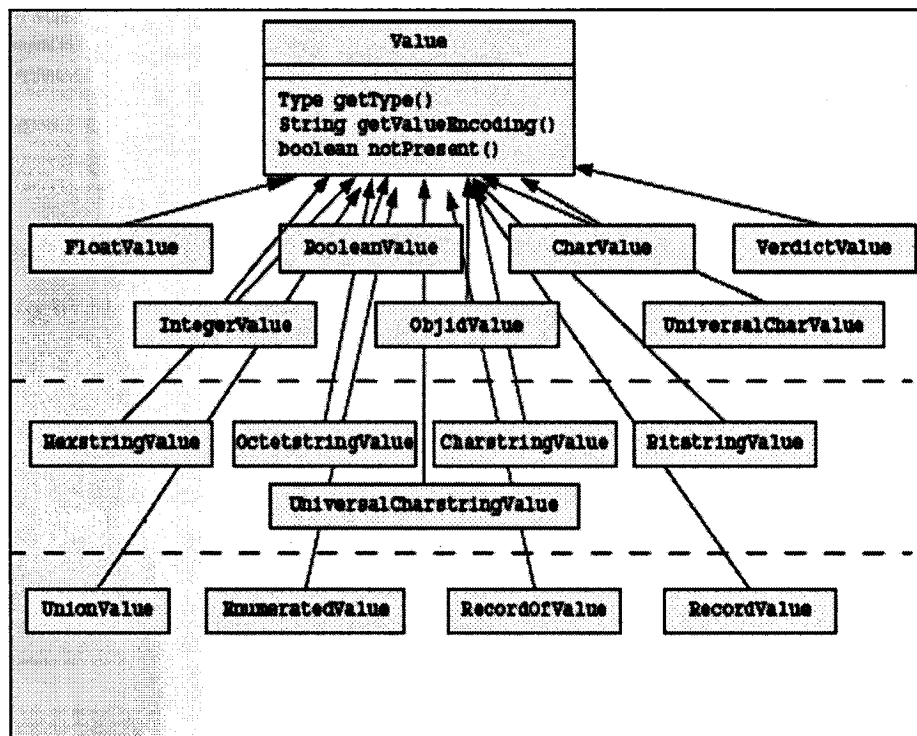 Value
Type getType()
String getValueEncoding()
boolean notPresent()
FloatValue
BooleanValue
CharValue
VerdictValue
IntegerValue
ObjidValue
UniversalCharValue
HexstringValue
OctetstringValue
CharstringValue
BitstringValue
UniversalCharstringValue
UnionValue
EnumeratedValue
RecordOfValue
RecordValue